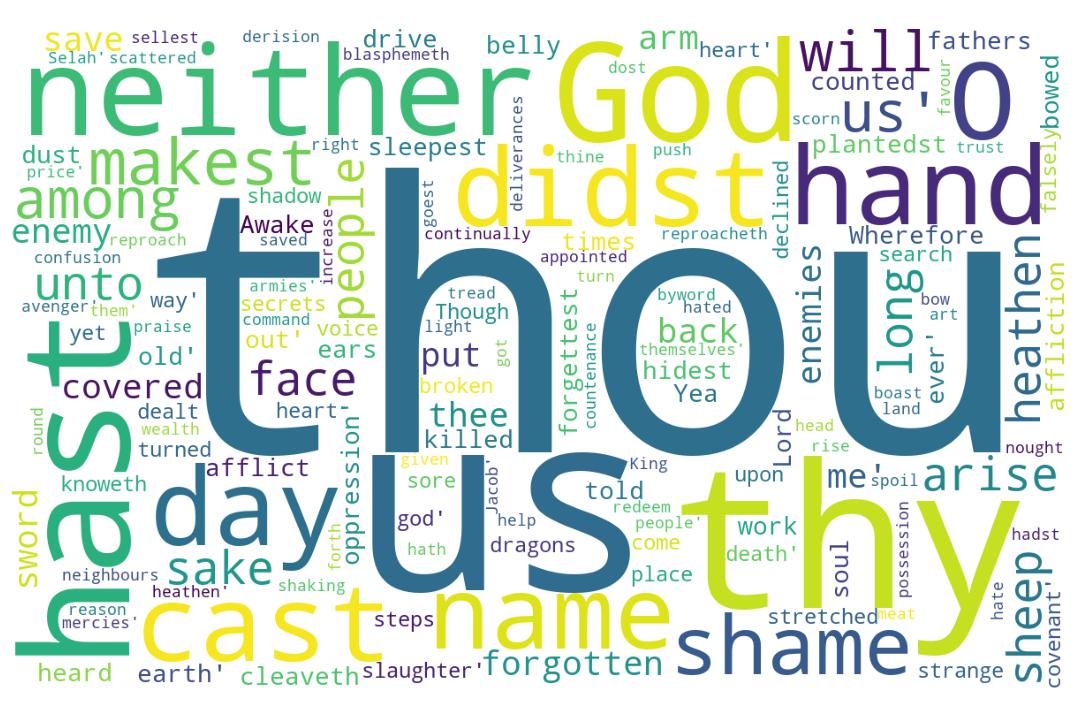 save sellest derision drive belly arm heart' will fathers
Selah' scattered blasphemeth dost counted
neither God us' O favour bowed
scorn plantedst trust falsely
dust makest right sleepest thine push didst hand
price' people deliverances declined
among shadow goest
enemy reproach Awake saved increase continually times reproacheth Wherefore
confusion appointed search
unto armies' turn enemies long heathen
avenger' them' way' secrets tread byword bow affliction
yet praise command voice Though hated art
hast old' out' ears light put got forgettest countenance back themselves' ever'
thou
covered face broken hidest Yea boast land
round dealt wealth heart- thee killed Lord head
turned oppression rise nought
afflict given sore Jacob' King upon me' spoil arise
knoweth day us told thy
sword god' help redeem people' work hadst
hath dragons come death' soul possession
neighbours sake forth place sheep
heathen' shaking hate covenant'
reason mercies' cast steps name stretched meat
shame
heard earth' cleaveth slaughter' forgotten strange